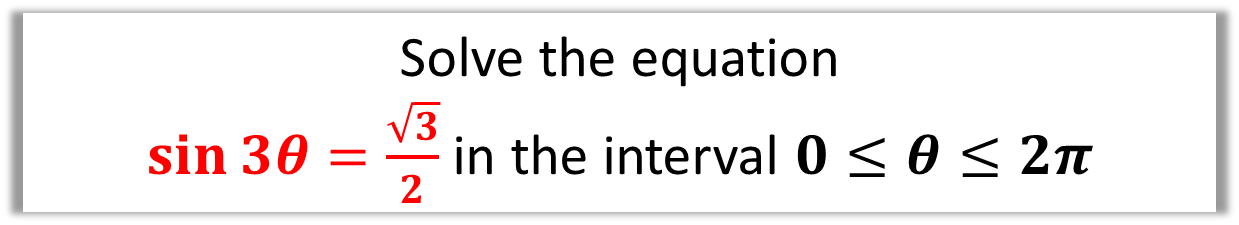 Solve the equation
sin 3θ = √3/2 in the interval 0 ≤ θ ≤ 2π